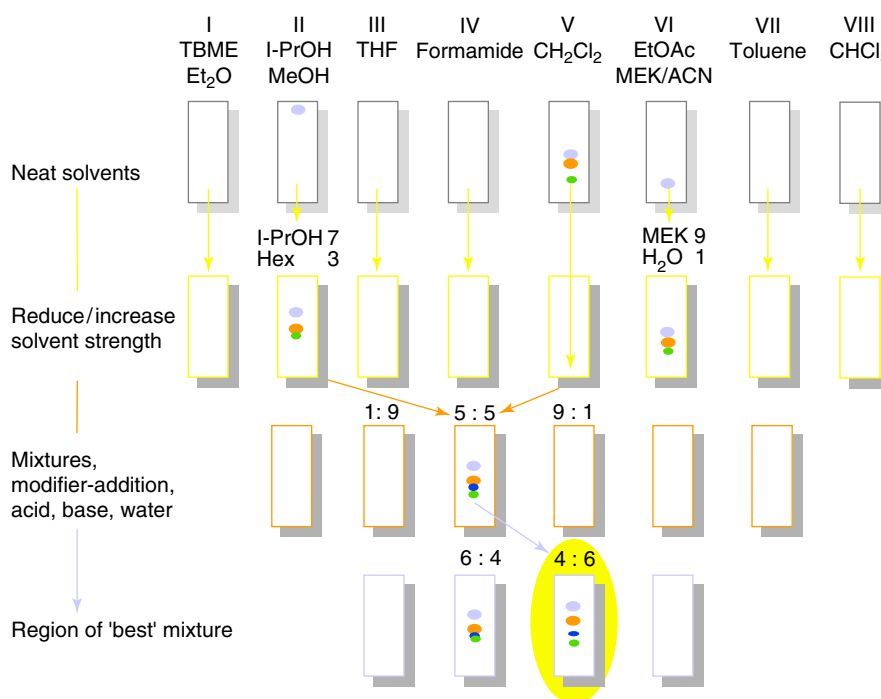 I II III IV V VI VII VIII
TBME I-PrOH THF Formamide CH₂Cl₂ EtOAc Toluene CHCl
Et₂O MeOH MEK/ACN
Neat solvents
I-PrOH 7 MEK 9
Hex 3 H₂O 1
Reduce/increase
solvent strength
1 : 9 5 : 5 9 : 1
Mixtures,
modifier-addition,
acid, base, water
6 : 4 4 : 6
Region of 'best' mixture